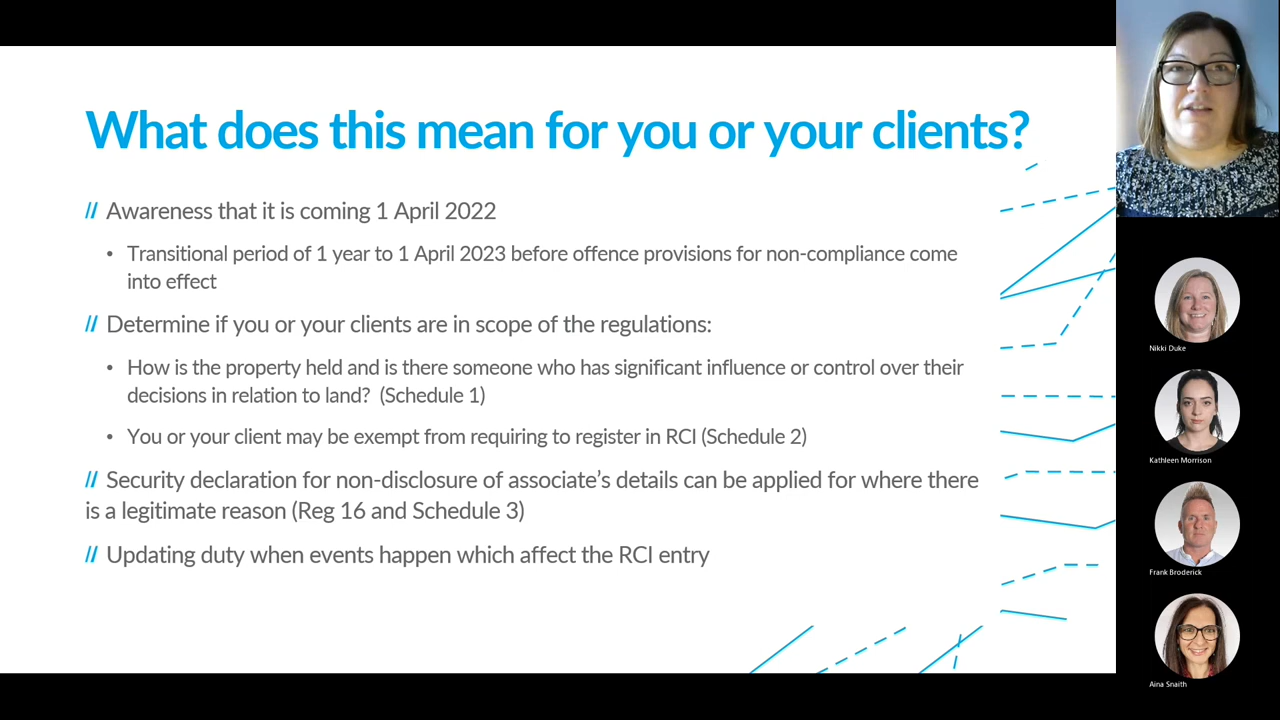 What does this mean for you or your clients?
// Awareness that it is coming 1 April 2022
• Transitional period of 1 year to 1 April 2023 before offence provisions for non-compliance come
into effect
// Determine if you or your clients are in scope of the regulations:
• How is the property held and is there someone who has significant influence or control over their
decisions in relation to land? (Schedule 1)
• You or your client may be exempt from requiring to register in RCI (Schedule 2)
// Security declaration for non-disclosure of associate’s details can be applied for where there
is a legitimate reason (Reg 16 and Schedule 3)
// Updating duty when events happen which affect the RCI entry
Nikki Duke
Kathleen Morrison
Frank Broderick
Aina Snaith